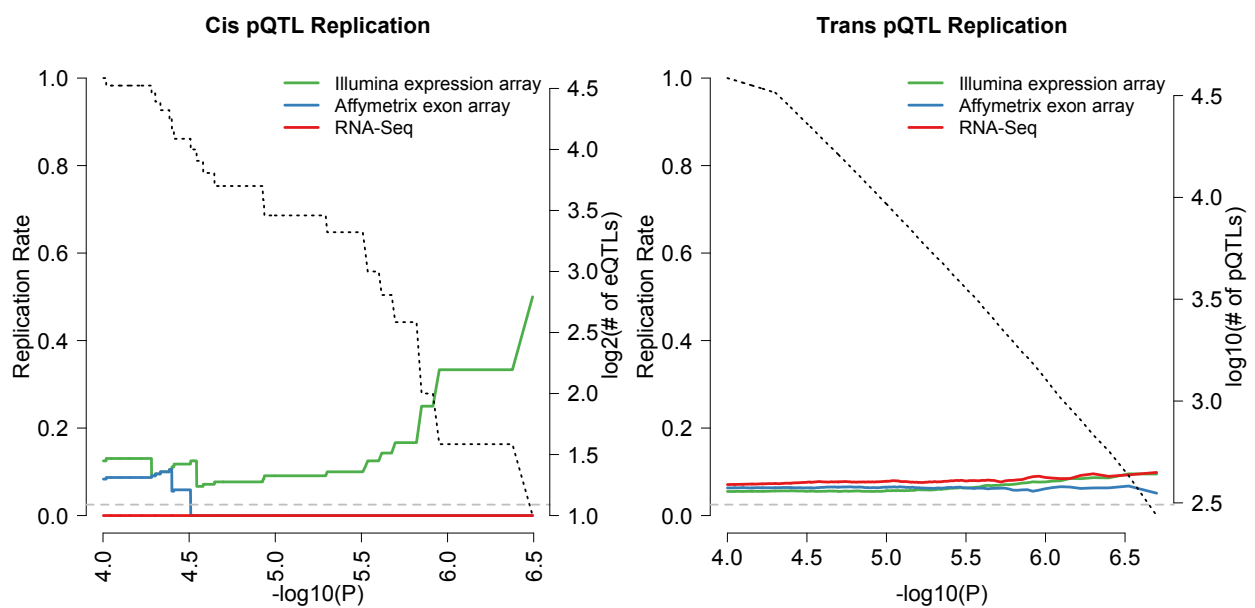 Cis pQTL Replication
Illumina expression array
Affymetrix exon array
RNA-Seq
1.0
0.8
0.6
0.4
0.2
0.0
Replication Rate
4.5
4.0
3.5
3.0
2.5
2.0
1.5
1.0
log2(# of eQTLs)
4.0
4.5
5.0
5.5
6.0
6.5
-log10(P)
Trans pQTL Replication
Illumina expression array
Affymetrix exon array
RNA-Seq
1.0
0.8
0.6
0.4
0.2
0.0
Replication Rate
4.5
4.0
3.5
3.0
2.5
log10(# of pQTLs)
4.0
4.5
5.0
5.5
6.0
6.5
-log10(P)